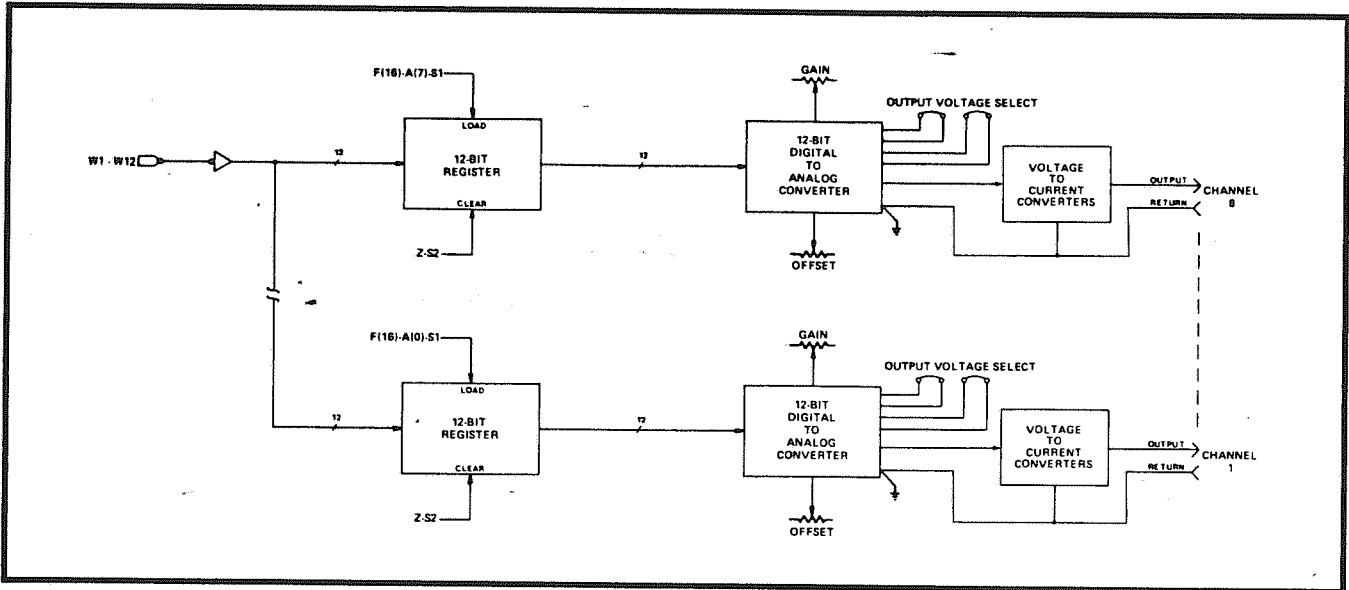 F(16)·A(7)·S1
LOAD
12-BIT
REGISTER
CLEAR
Z·S2
W1 - W12
12
12
GAIN
12-BIT
DIGITAL
TO
ANALOG
CONVERTER
OFFSET
OUTPUT VOLTAGE SELECT
VOLTAGE
TO
CURRENT
CONVERTERS
OUTPUT
RETURN
CHANNEL
8
F(16)·A(0)·S1
LOAD
12-BIT
REGISTER
CLEAR
Z·S2
12
12
GAIN
12-BIT
DIGITAL
TO
ANALOG
CONVERTER
OFFSET
OUTPUT VOLTAGE SELECT
VOLTAGE
TO
CURRENT
CONVERTERS
OUTPUT
RETURN
CHANNEL
1